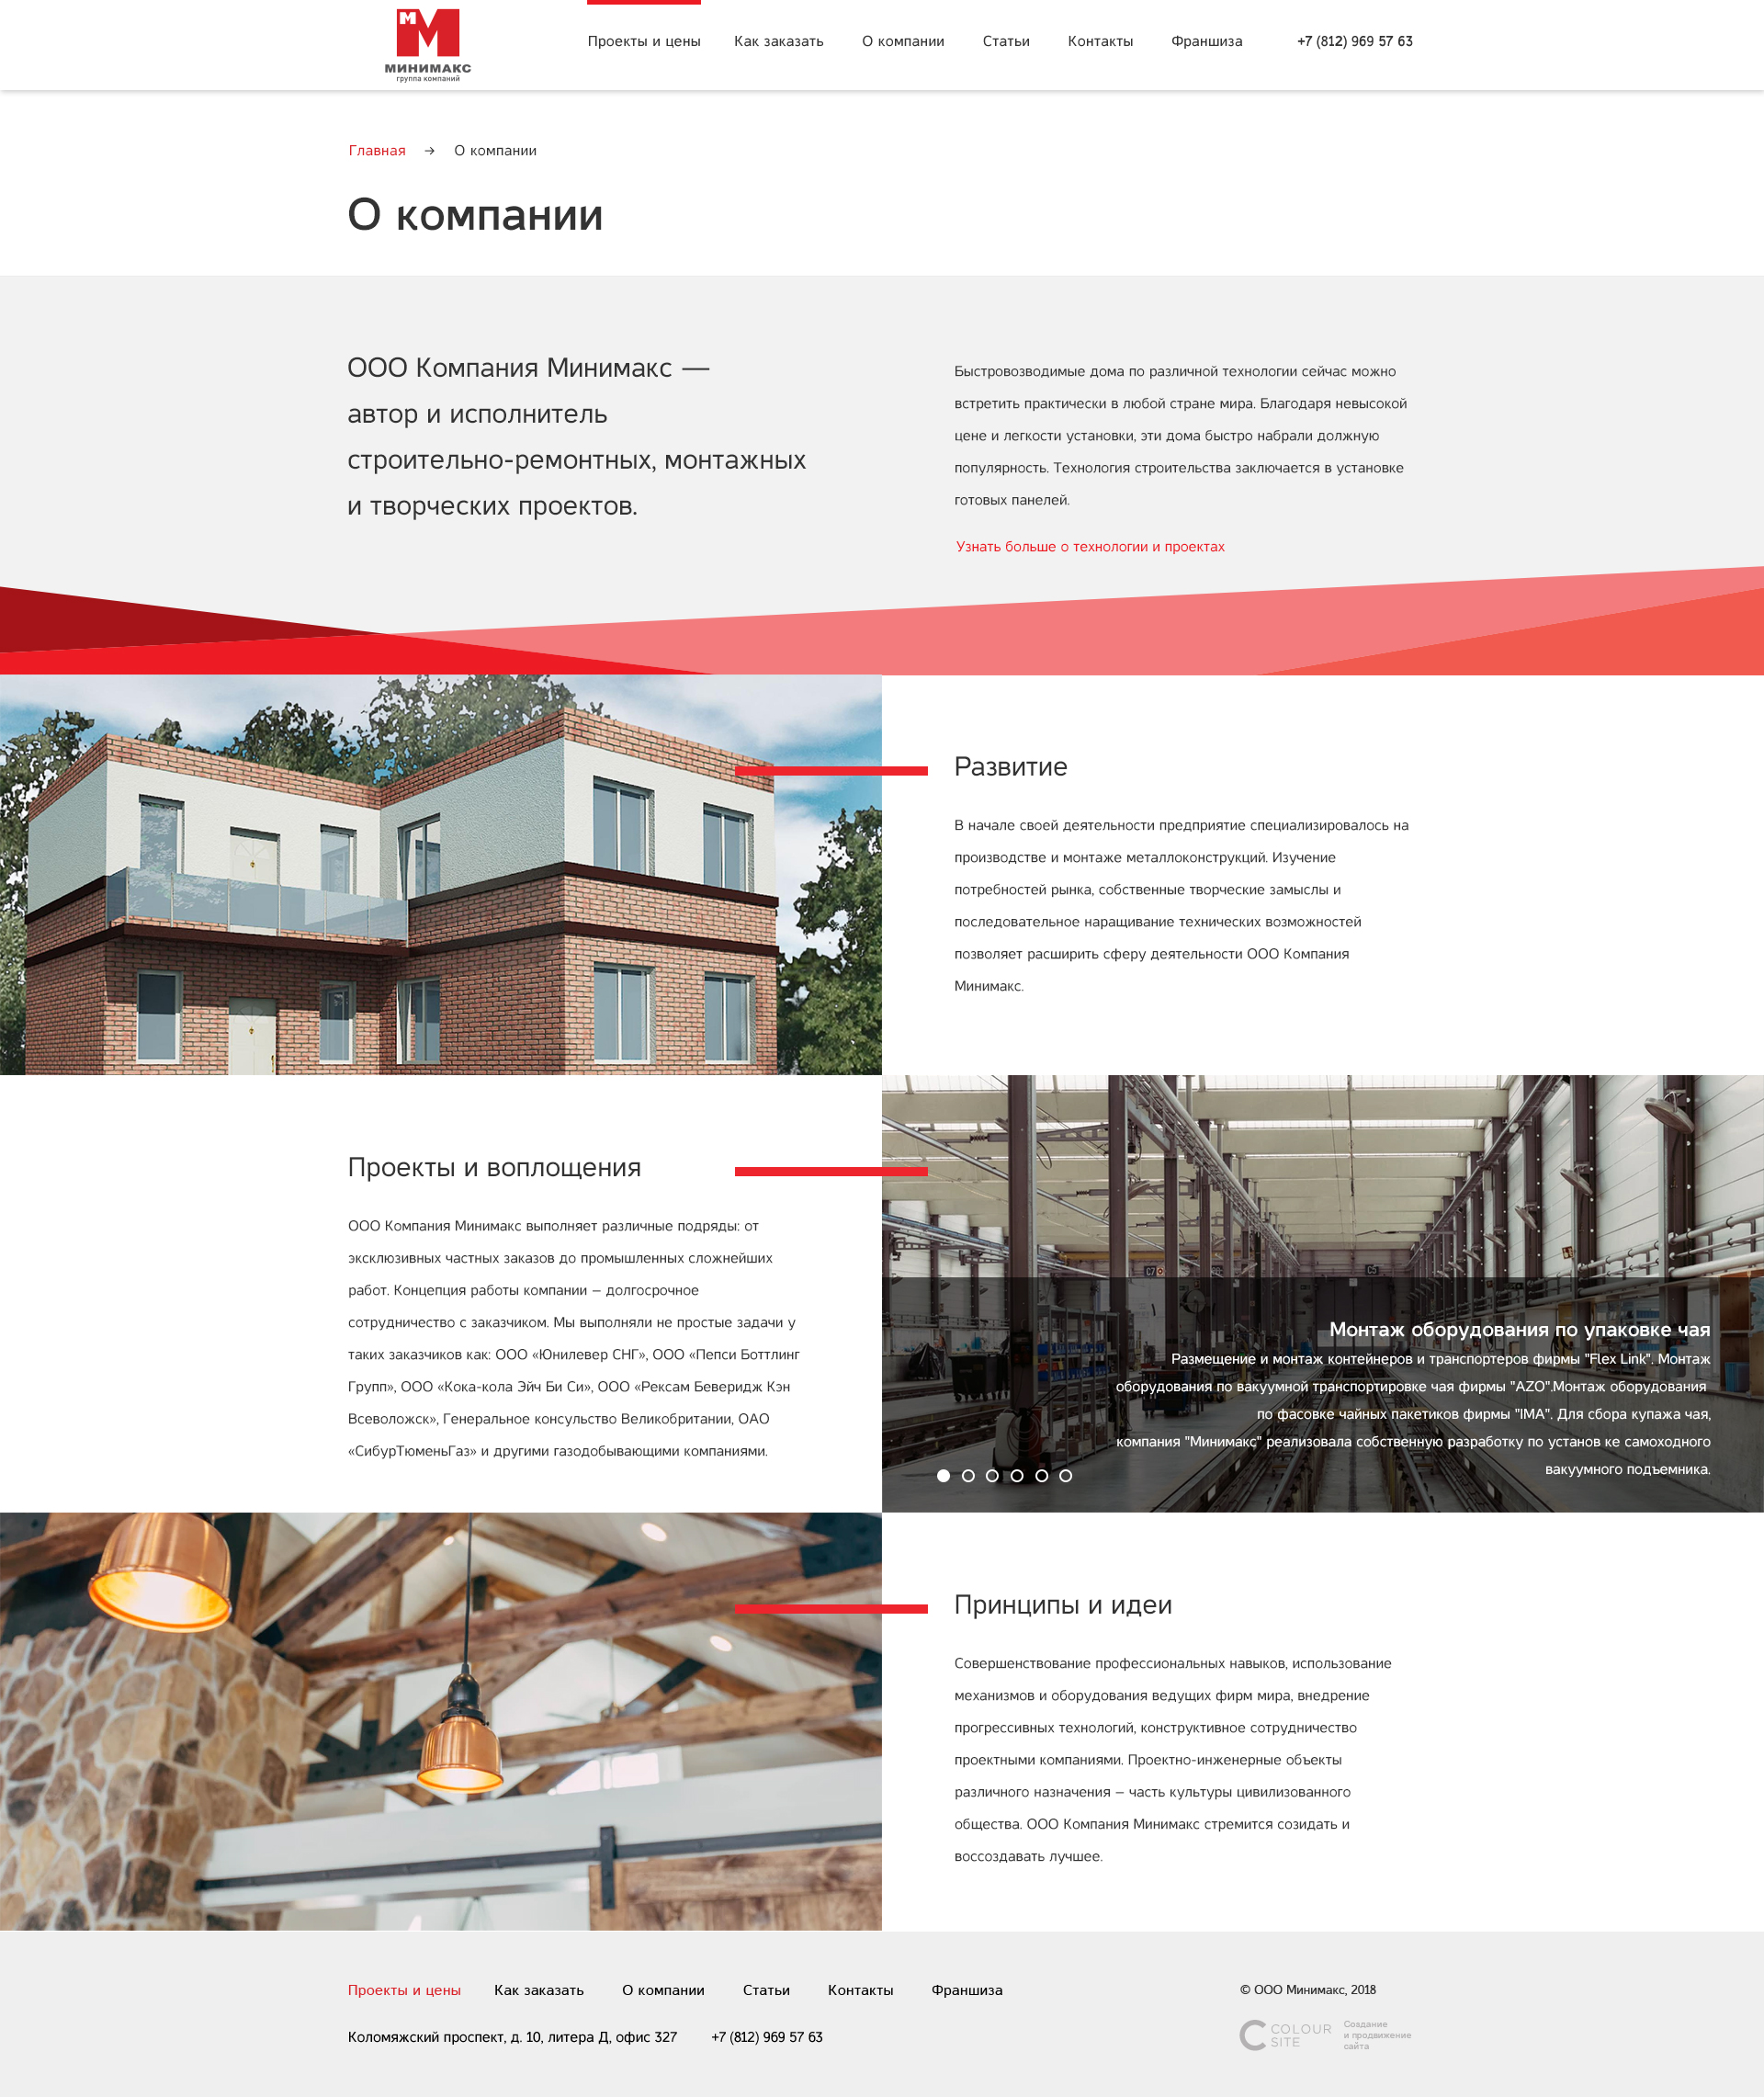 М М
МИНИМАКС
группа компаний
Проекты и цены Как заказать О компании Статьи Контакты Франшиза +7 (812) 969 57 63
Главная → О компании
О компании
ООО Компания Минимакс —
автор и исполнитель
строительно-ремонтных, монтажных
и творческих проектов.
Быстровозводимые дома по различной технологии сейчас можно
встретить практически в любой стране мира. Благодаря невысокой
цене и легкости установки, эти дома быстро набрали должную
популярность. Технология строительства заключается в установке
готовых панелей.
Узнать больше о технологии и проектах
Развитие
В начале своей деятельности предприятие специализировалось на
производстве и монтаже металлоконструкций. Изучение
потребностей рынка, собственные творческие замыслы и
последовательное наращивание технических возможностей
позволяет расширить сферу деятельности ООО Компания
Минимакс.
Проекты и воплощения
ООО Компания Минимакс выполняет различные подряды: от
эксклюзивных частных заказов до промышленных сложнейших
работ. Концепция работы компании – долгосрочное
сотрудничество с заказчиком. Мы выполняли не простые задачи у
таких заказчиков как: ООО «Юнилевер СНГ», ООО «Пепси Боттлинг
Групп», ООО «Кока-кола Эйч Би Си», ООО «Рексам Беверидж Кэн
Всеволожск», Генеральное консульство Великобритании, ОАО
«СибурТюменьГаз» и другими газодобывающими компаниями.
C7
C5
Монтаж оборудования по упаковке чая
Размещение и монтаж контейнеров и транспортеров фирмы "Flex Link". Монтаж
оборудования по вакуумной транспортировке чая фирмы "AZO".Монтаж оборудования
по фасовке чайных пакетиков фирмы "IMA". Для сбора купажа чая,
компания "Минимакс" реализовала собственную разработку по установ ке самоходного
вакуумного подъемника.
Принципы и идеи
Совершенствование профессиональных навыков, использование
механизмов и оборудования ведущих фирм мира, внедрение
прогрессивных технологий, конструктивное сотрудничество
проектными компаниями. Проектно-инженерные объекты
различного назначения – часть культуры цивилизованного
общества. ООО Компания Минимакс стремится созидать и
воссоздавать лучшее.
Проекты и цены Как заказать О компании Статьи Контакты Франшиза
© ООО Минимакс, 2018
Коломяжский проспект, д. 10, литера Д, офис 327 +7 (812) 969 57 63
COLOUR
SITE
Создание
и продвижение
сайта